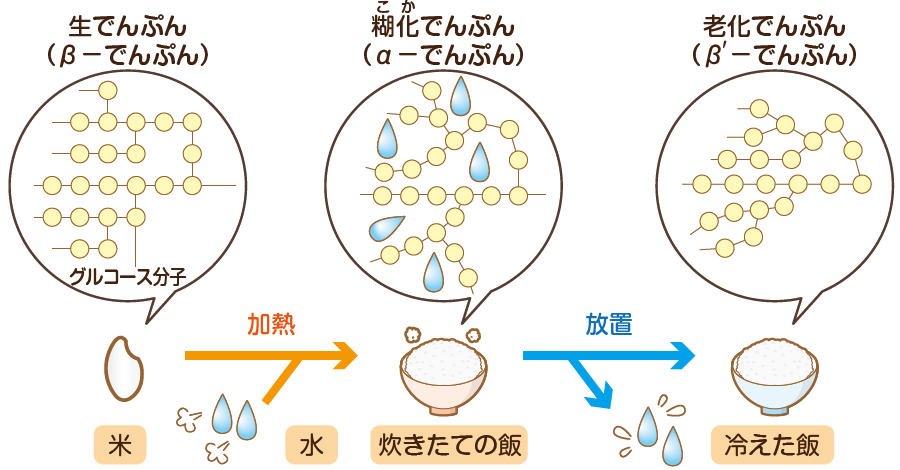 生でんぷん
(β－でんぷん)
こか
糊化でんぷん
(α－でんぷん)
老化でんぷん
(β′－でんぷん)
グルコース分子
加熱
放置
米
水
炊きたての飯
冷えた飯